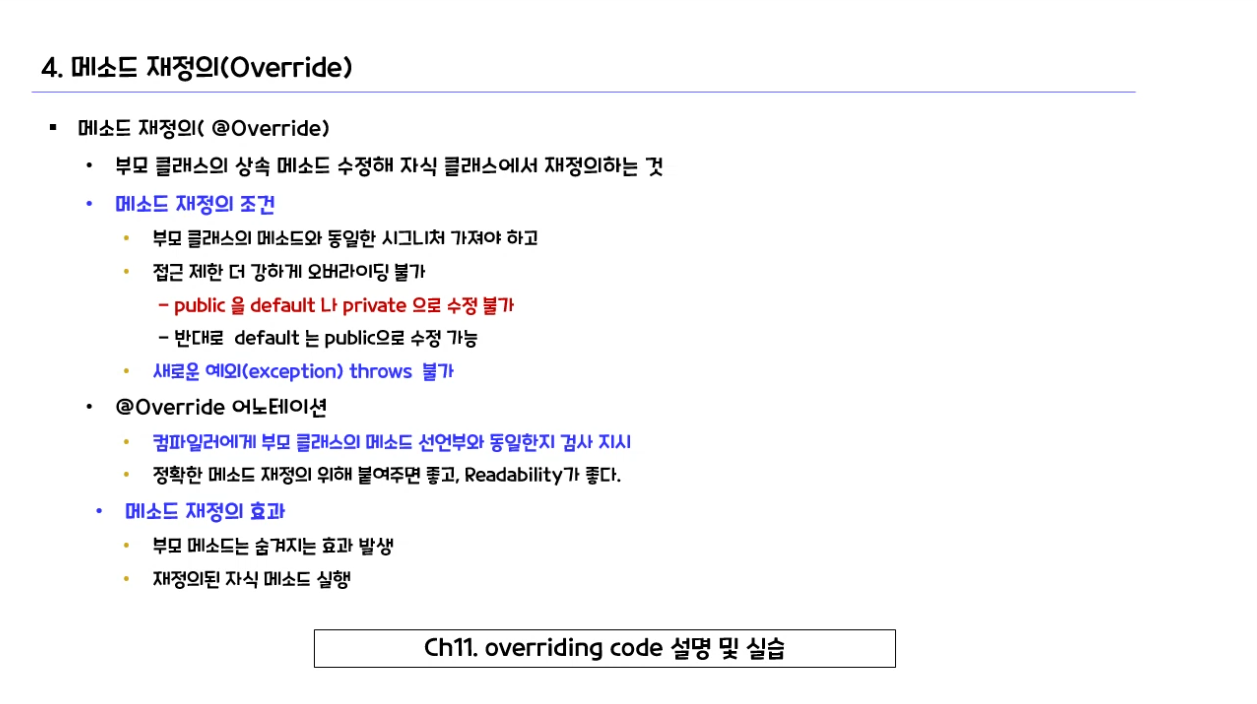 4. 메소드 재정의(Override)
▪ 메소드 재정의( @Override)
• 부모 클래스의 상속 메소드 수정해 자식 클래스에서 재정의하는 것
• 메소드 재정의 조건
• 부모 클래스의 메소드와 동일한 시그니처 가져야 하고
• 접근 제한 더 강하게 오버라이딩 불가
– public 을 default 나 private 으로 수정 불가
– 반대로 default 는 public으로 수정 가능
• 새로운 예외(exception) throws 불가
• @Override 어노테이션
• 컴파일러에게 부모 클래스의 메소드 선언부와 동일한지 검사 지시
• 정확한 메소드 재정의 위해 붙여주면 좋고, Readability가 좋다.
• 메소드 재정의 효과
• 부모 메소드는 숨겨지는 효과 발생
• 재정의된 자식 메소드 실행
Ch11. overriding code 설명 및 실습